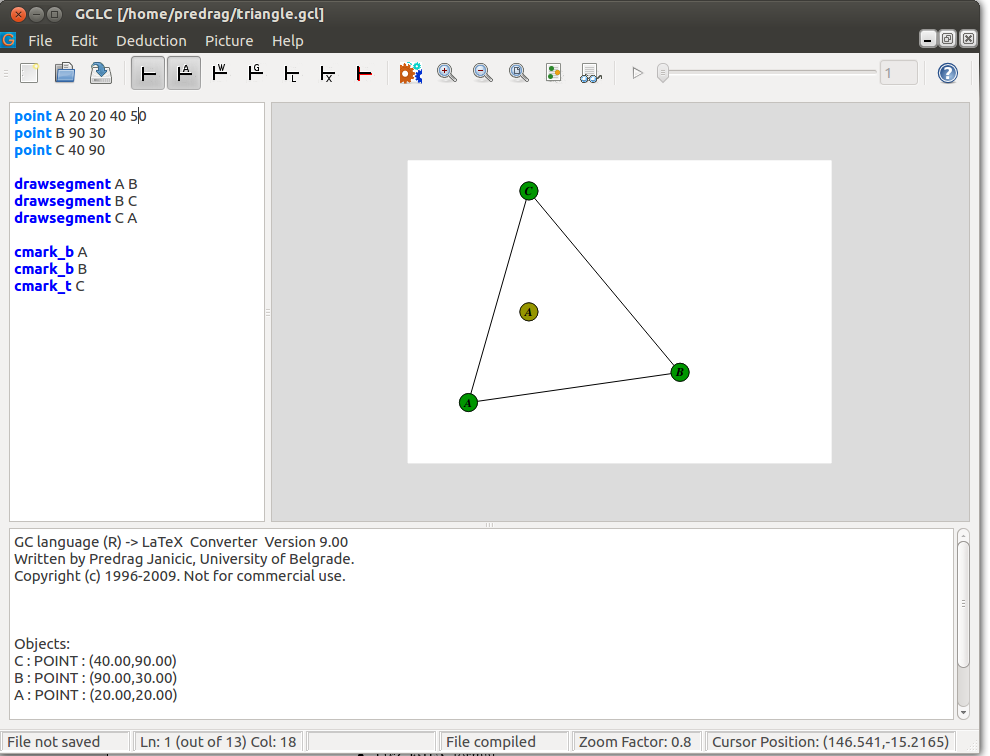 GCLC [/home/predrag/triangle.gcl]
G File Edit Deduction Picture Help
A W G L x 1 ?
point A 20 20 40 50
point B 90 30
point C 40 90
drawsegment A B
drawsegment B C
drawsegment C A
cmark_b A
cmark_b B
cmark_t C
C
A
B
A
GC language (R) -> LaTeX Converter Version 9.00
Written by Predrag Janicic, University of Belgrade.
Copyright (c) 1996-2009. Not for commercial use.
Objects:
C : POINT : (40.00,90.00)
B : POINT : (90.00,30.00)
A : POINT : (20.00,20.00)
File not saved Ln: 1 (out of 13) Col: 18 File compiled Zoom Factor: 0.8 Cursor Position: (146.541,-15.2165)